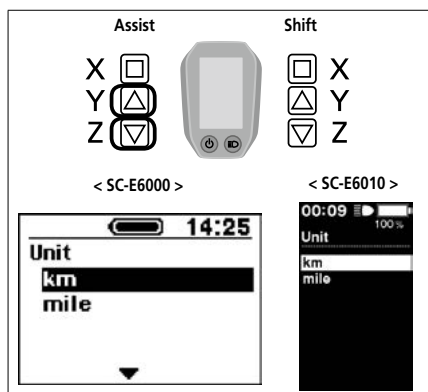 Assist Shift
X X
Y Y
Z Z
< SC-E6000 > < SC-E6010 >
14:25 00:09
100%
Unit Unit
km km
mile mile